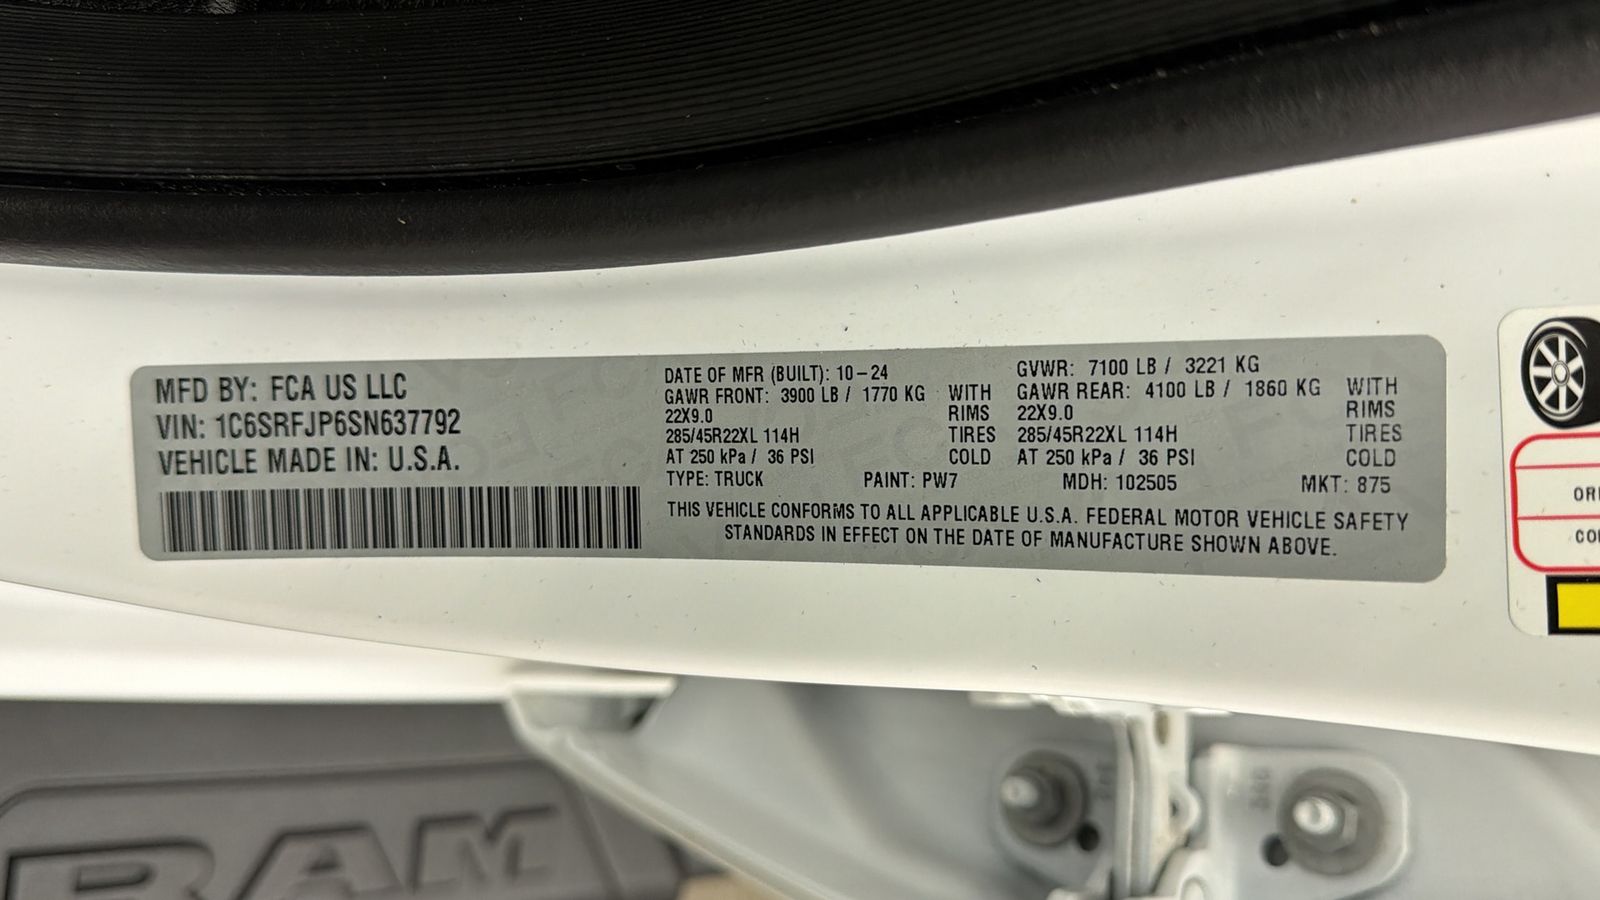 MFD BY: FCA US LLC
VIN: 1C6SRFJP6SN637792
VEHICLE MADE IN: U.S.A.
DATE OF MFR (BUILT): 10-24
GAWR FRONT: 3900 LB / 1770 KG WITH
22X9.0 RIMS
285/45R22XL 114H TIRES
AT 250 kPa / 36 PSI COLD
GVWR: 7100 LB / 3221 KG
GAWR REAR: 4100 LB / 1860 KG WITH
22X9.0 RIMS
285/45R22XL 114H TIRES
AT 250 kPa / 36 PSI COLD
TYPE: TRUCK PAINT: PW7 MDH: 102505 MKT: 875
THIS VEHICLE CONFORMS TO ALL APPLICABLE U.S.A. FEDERAL MOTOR VEHICLE SAFETY
STANDARDS IN EFFECT ON THE DATE OF MANUFACTURE SHOWN ABOVE.
RAM